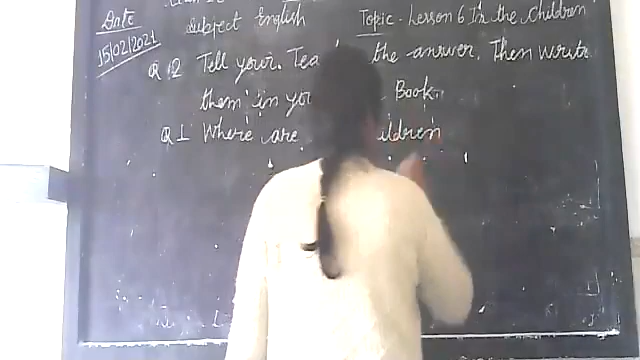 Date
15/02/2021
Subject English
Topic - Lesson 6 In the Children
Q.2 Tell your Tea the answer. Then write
them in you Book.
Q 1 Where are ildren